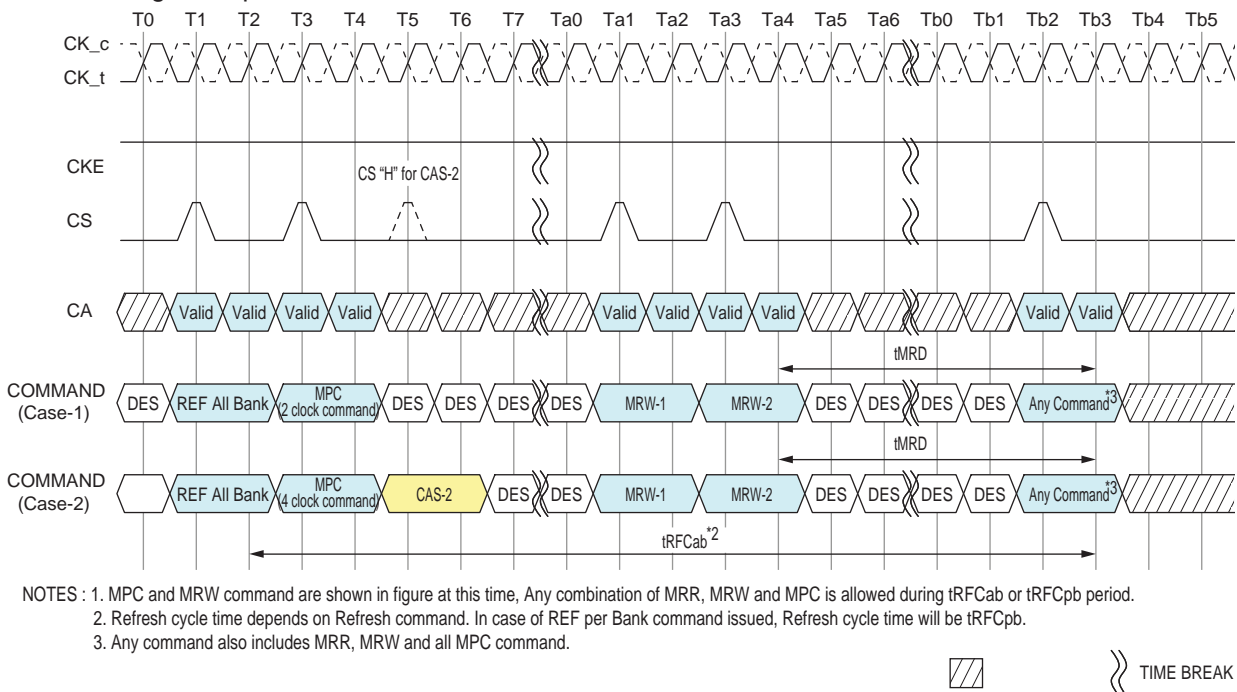 T0 T1 T2 T3 T4 T5 T6 T7 Ta0 Ta1 Ta2 Ta3 Ta4 Ta5 Ta6 Tb0 Tb1 Tb2 Tb3 Tb4 Tb5
CK_c
CK_t
CKE
CS "H" for CAS-2
CS
CA Valid Valid Valid Valid Valid Valid Valid Valid Valid Valid
tMRD
COMMAND (Case-1) DES REF All Bank MPC (2 clock command) DES DES DES DES MRW-1 MRW-2 DES DES DES DES Any Command*3
tMRD
COMMAND (Case-2) REF All Bank MPC (4 clock command) CAS-2 DES DES MRW-1 MRW-2 DES DES DES DES Any Command*3
tRFCab*2
NOTES : 1. MPC and MRW command are shown in figure at this time, Any combination of MRR, MRW and MPC is allowed during tRFCab or tRFCpb period.
2. Refresh cycle time depends on Refresh command. In case of REF per Bank command issued, Refresh cycle time will be tRFCpb.
3. Any command also includes MRR, MRW and all MPC command.
TIME BREAK